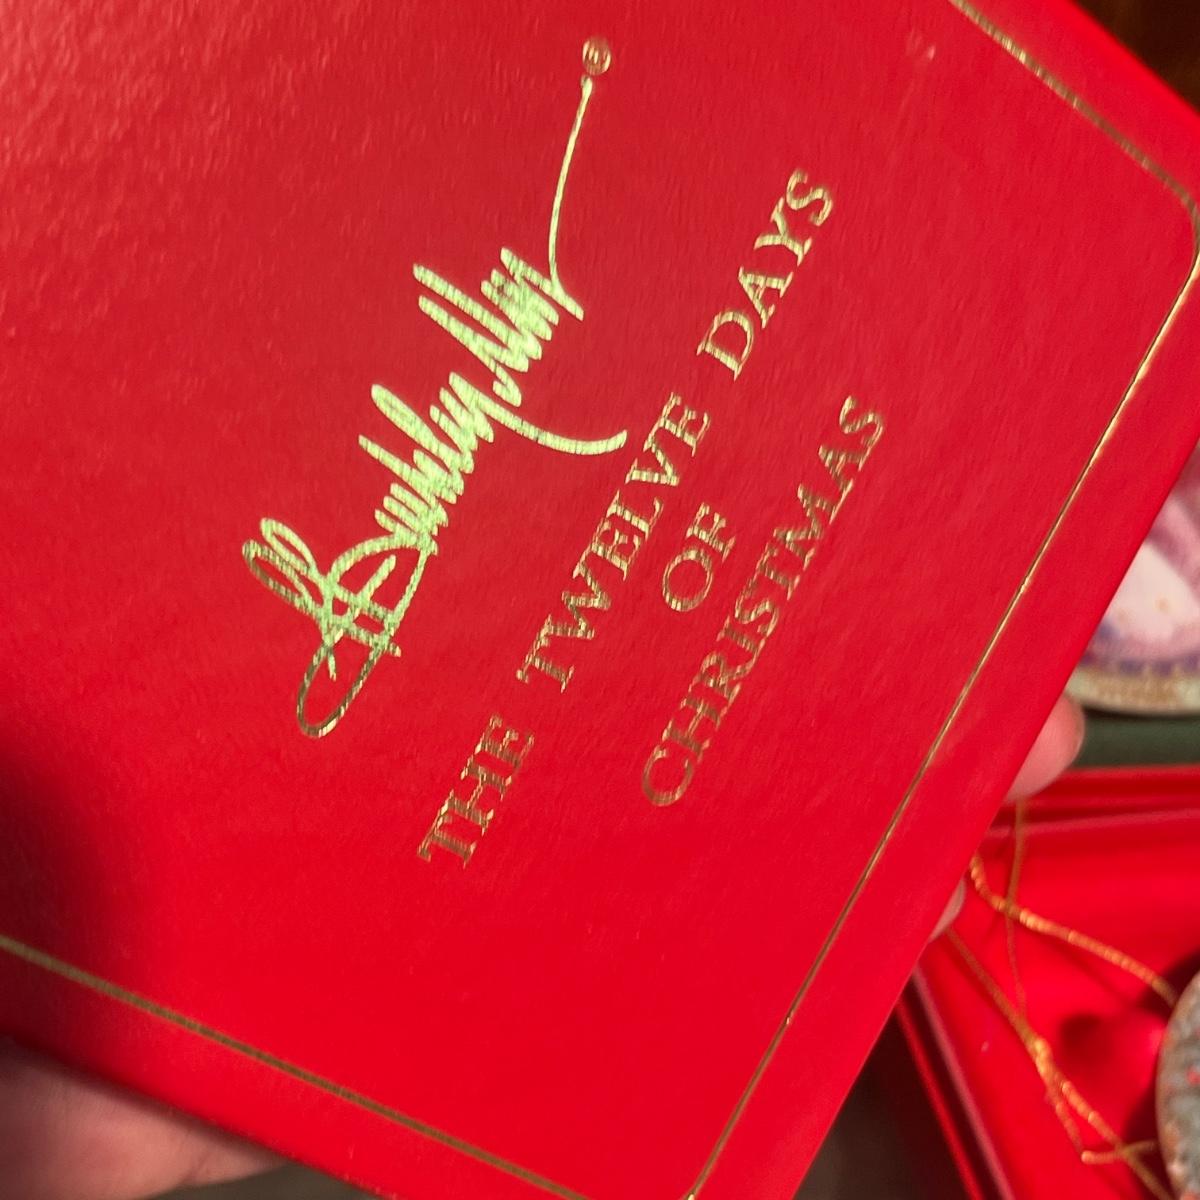 ®
THE TWELVE DAYS
OF
CHRISTMAS